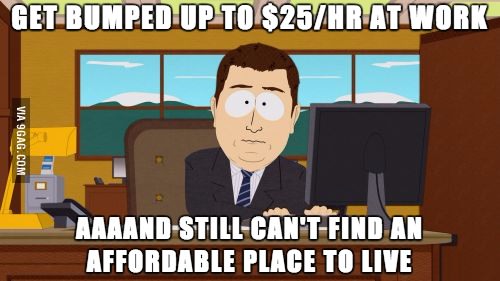 GET BUMPED UP TO $25/HR AT WORK
VIA 9GAG.COM
AAAAND STILL CAN'T FIND AN
AFFORDABLE PLACE TO LIVE